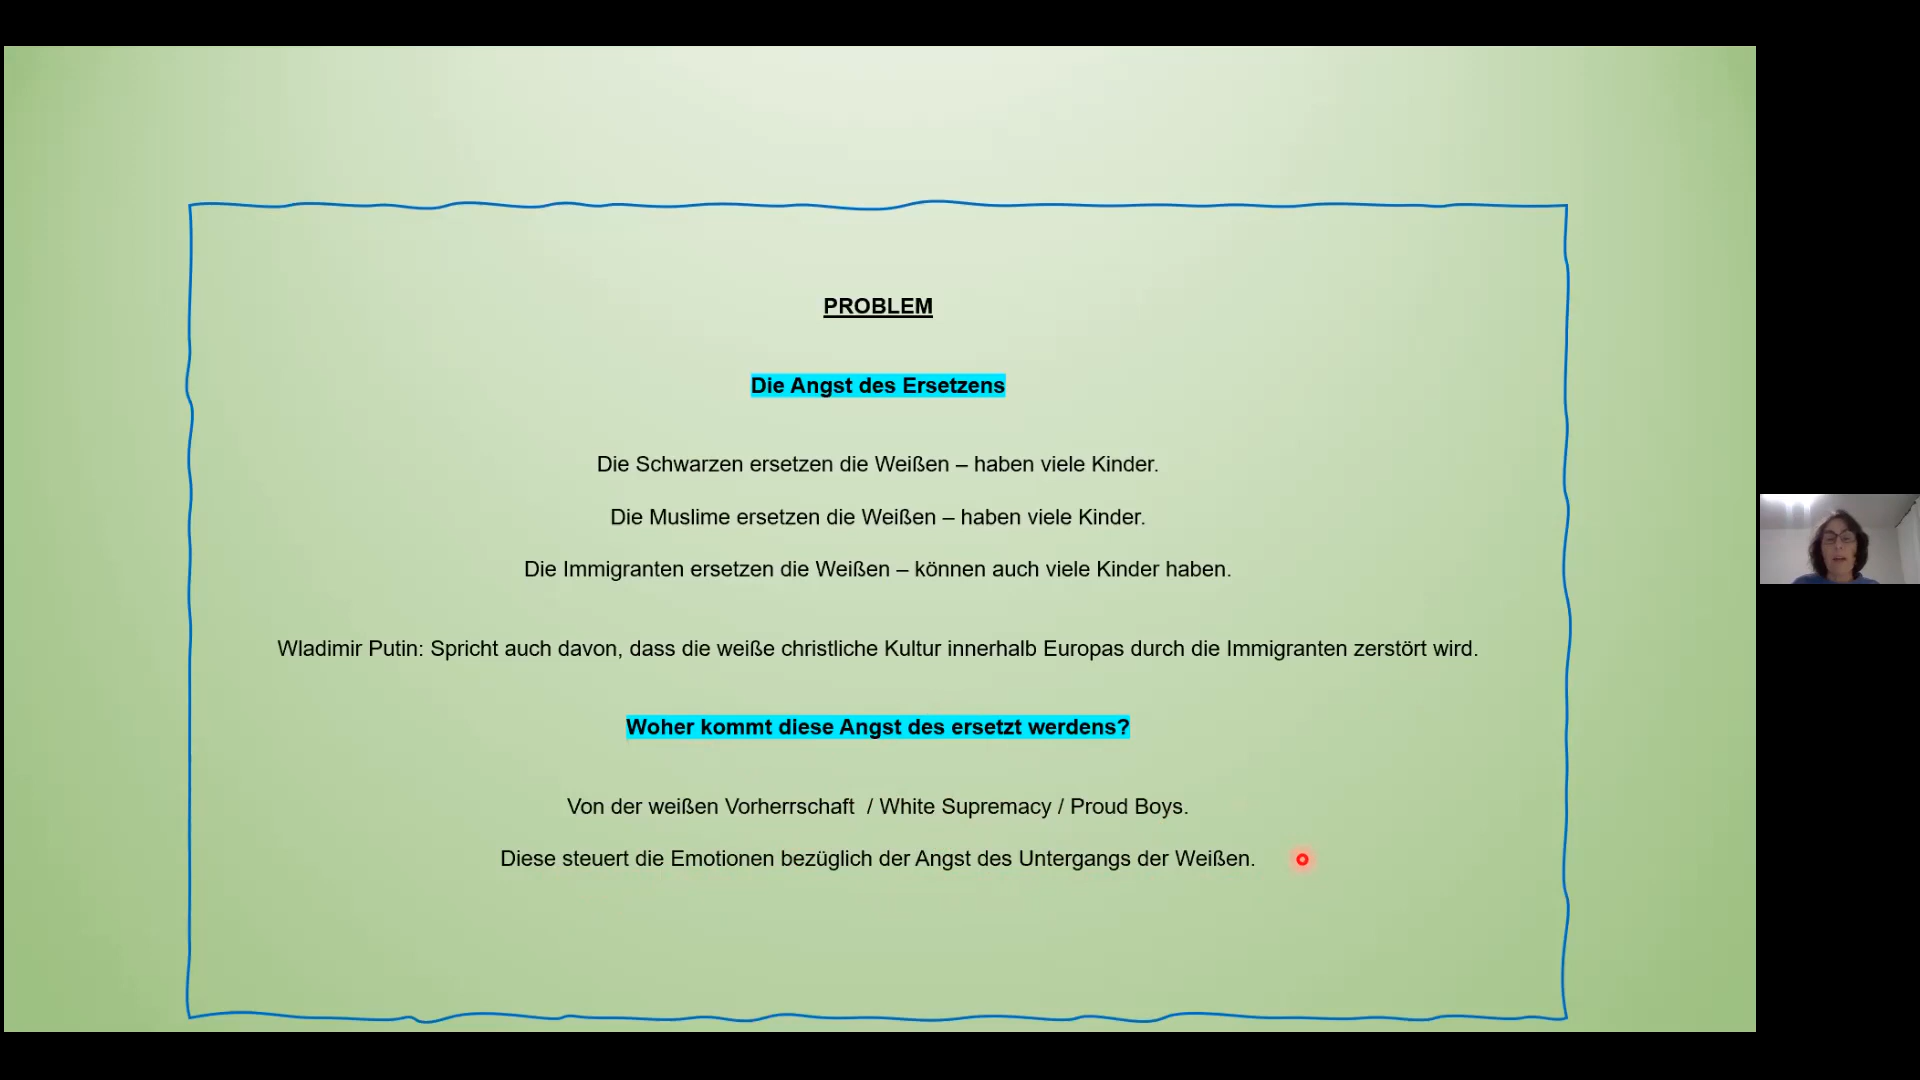 PROBLEM
Die Angst des Ersetzens
Die Schwarzen ersetzen die Weißen – haben viele Kinder.
Die Muslime ersetzen die Weißen – haben viele Kinder.
Die Immigranten ersetzen die Weißen – können auch viele Kinder haben.
Wladimir Putin: Spricht auch davon, dass die weiße christliche Kultur innerhalb Europas durch die Immigranten zerstört wird.
Woher kommt diese Angst des ersetzt werdens?
Von der weißen Vorherrschaft  / White Supremacy / Proud Boys.
Diese steuert die Emotionen bezüglich der Angst des Untergangs der Weißen.